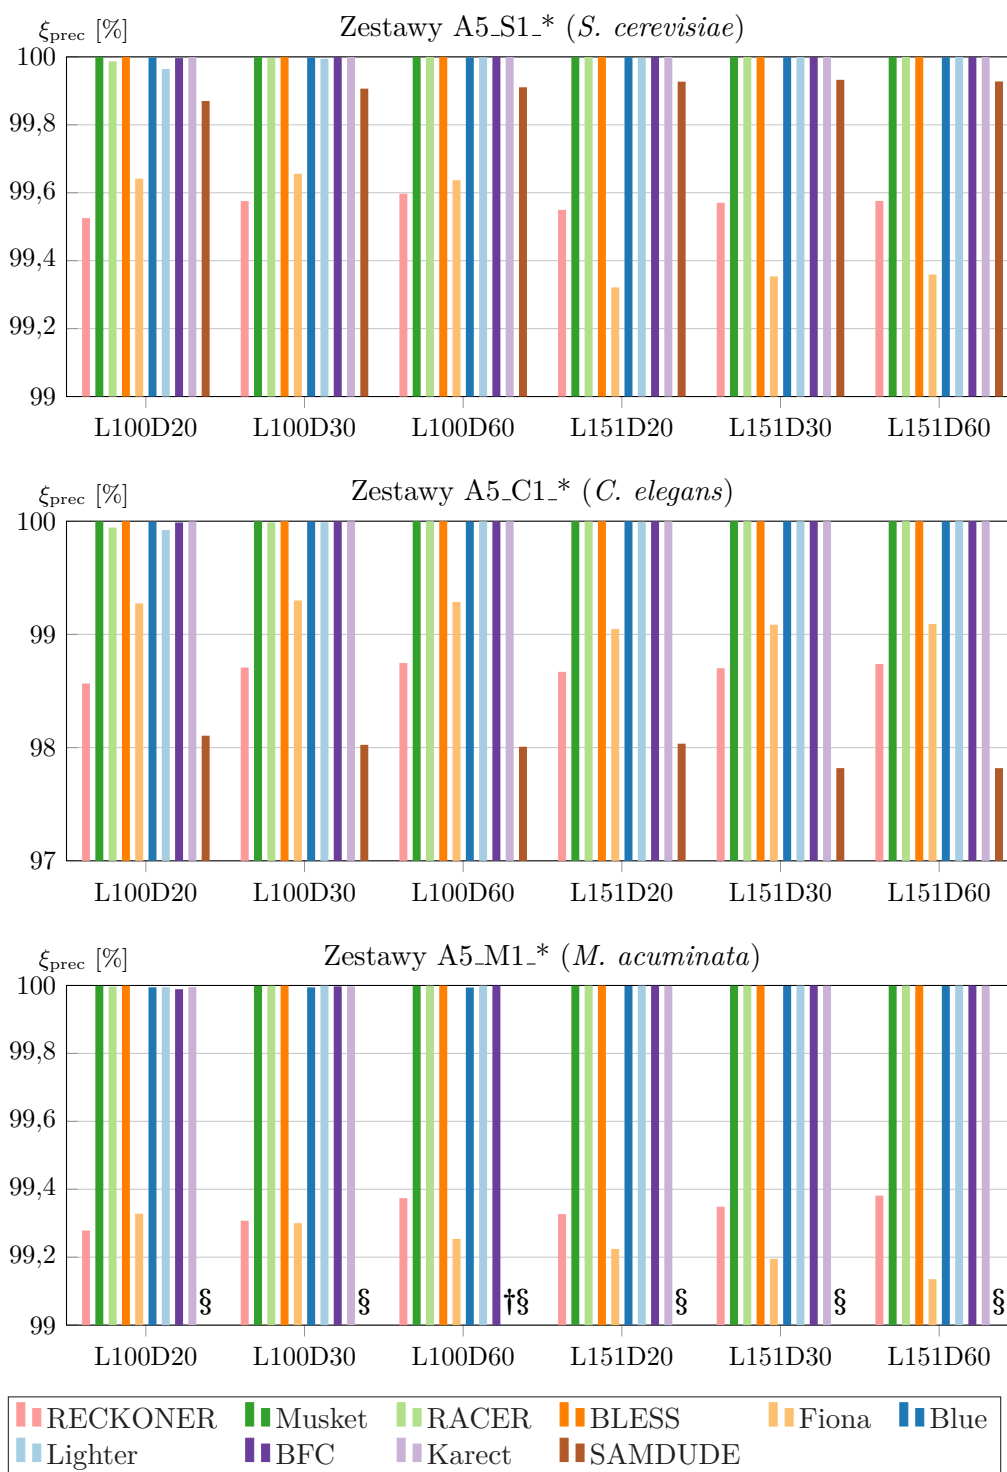 ξprec [%] Zestawy A5_S1_* (S. cerevisiae)
100
99,8
99,6
99,4
99,2
99
L100D20 L100D30 L100D60 L151D20 L151D30 L151D60
ξprec [%] Zestawy A5_C1_* (C. elegans)
100
99
98
97
L100D20 L100D30 L100D60 L151D20 L151D30 L151D60
ξprec [%] Zestawy A5_M1_* (M. acuminata)
100
99,8
99,6
99,4
99,2
§ § †§ § § §
99
L100D20 L100D30 L100D60 L151D20 L151D30 L151D60
RECKONER Musket RACER BLESS Fiona Blue
Lighter BFC Karect SAMDUDE